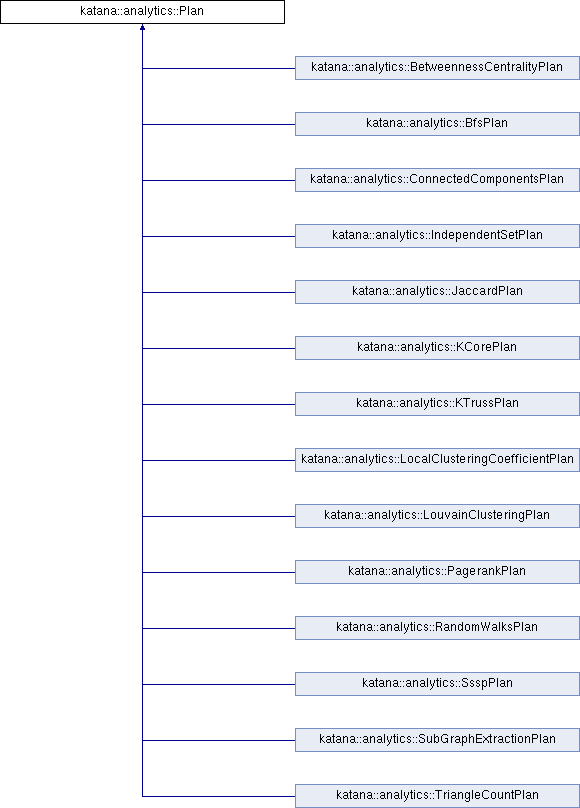 katana::analytics::Plan
katana::analytics::BetweennessCentralityPlan
katana::analytics::BfsPlan
katana::analytics::ConnectedComponentsPlan
katana::analytics::IndependentSetPlan
katana::analytics::JaccardPlan
katana::analytics::KCorePlan
katana::analytics::KTrussPlan
katana::analytics::LocalClusteringCoefficientPlan
katana::analytics::LouvainClusteringPlan
katana::analytics::PagerankPlan
katana::analytics::RandomWalksPlan
katana::analytics::SsspPlan
katana::analytics::SubGraphExtractionPlan
katana::analytics::TriangleCountPlan